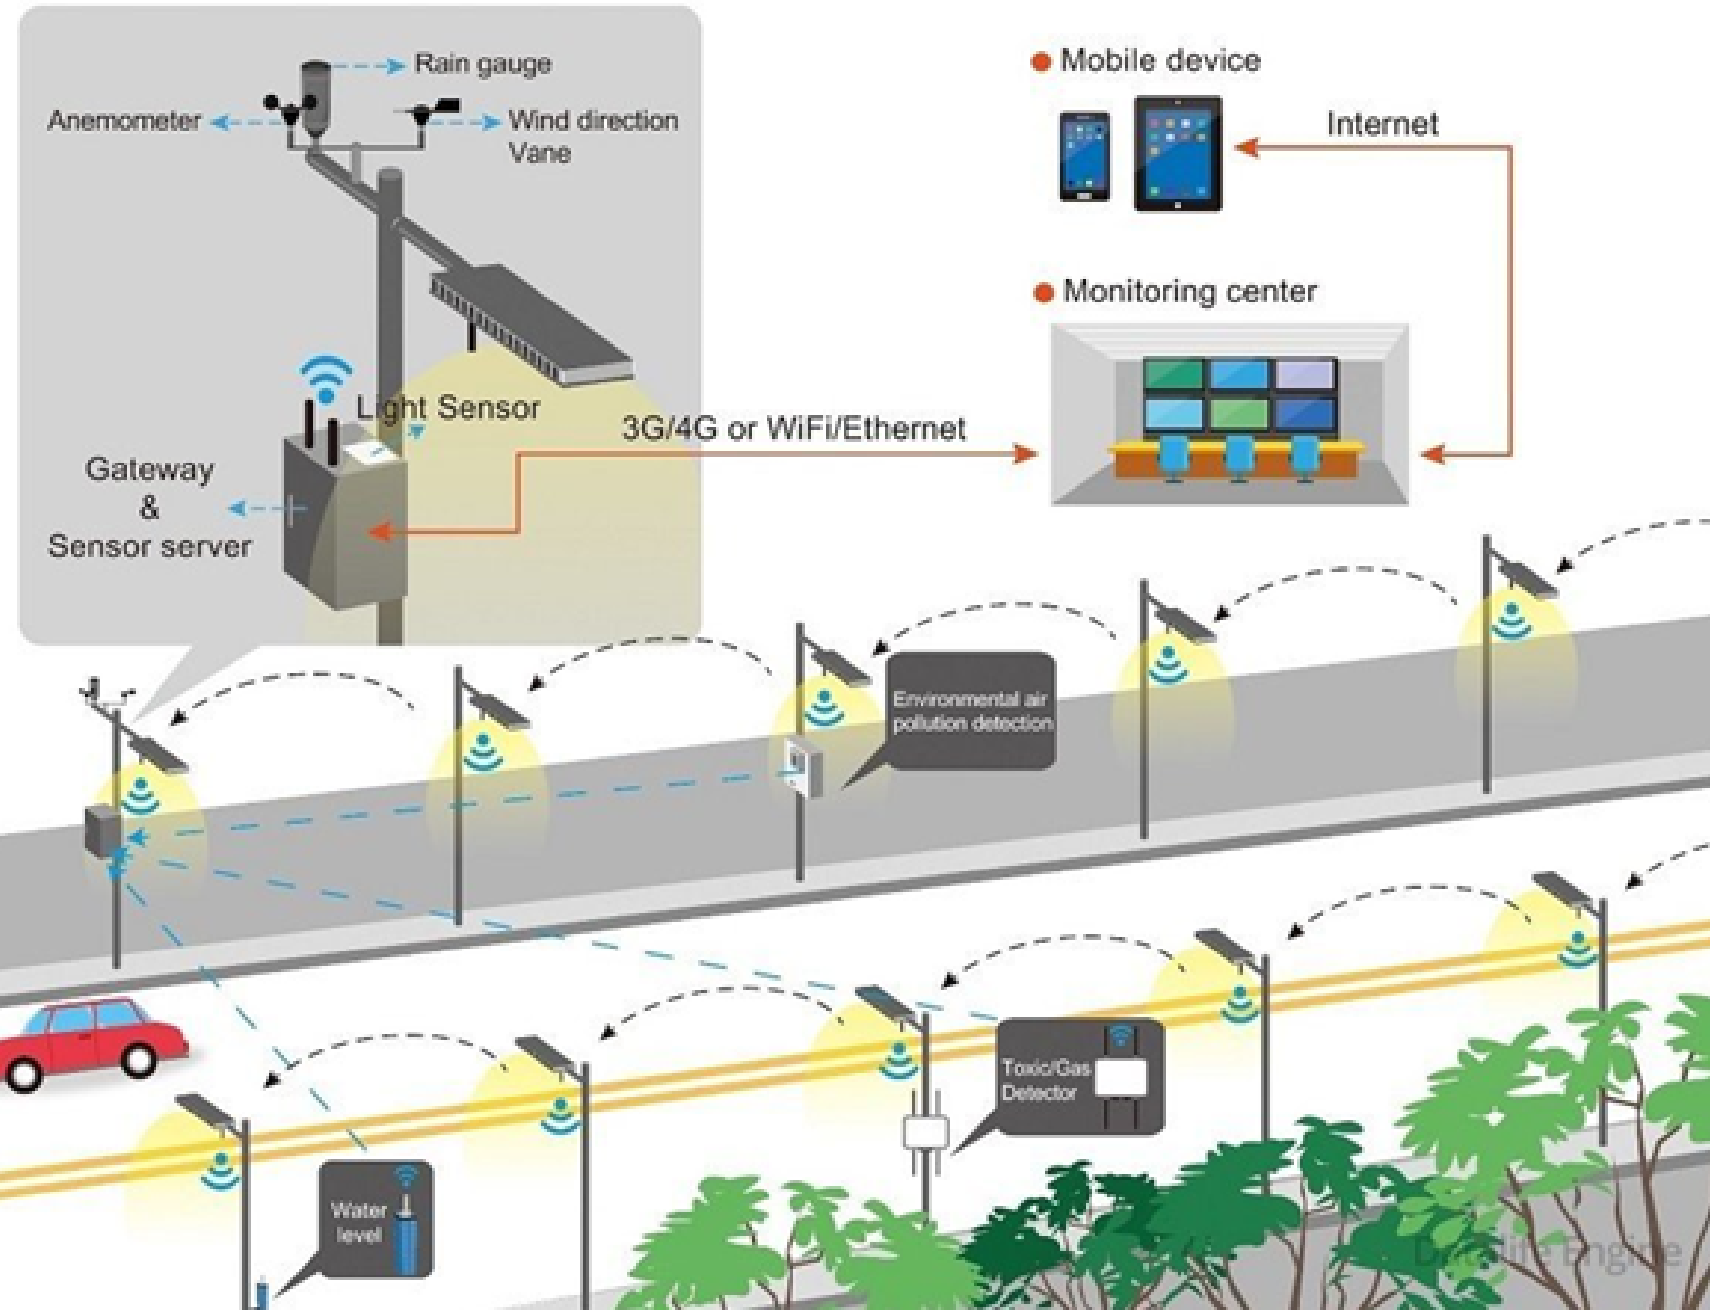 Rain gauge
Anemometer
Wind direction
Vane
Light Sensor
Gateway
&
Sensor server
3G/4G or WiFi/Ethernet
Mobile device
Internet
Monitoring center
Environmental air
pollution detection
Toxic/Gas
Detector
Water
level
Engine